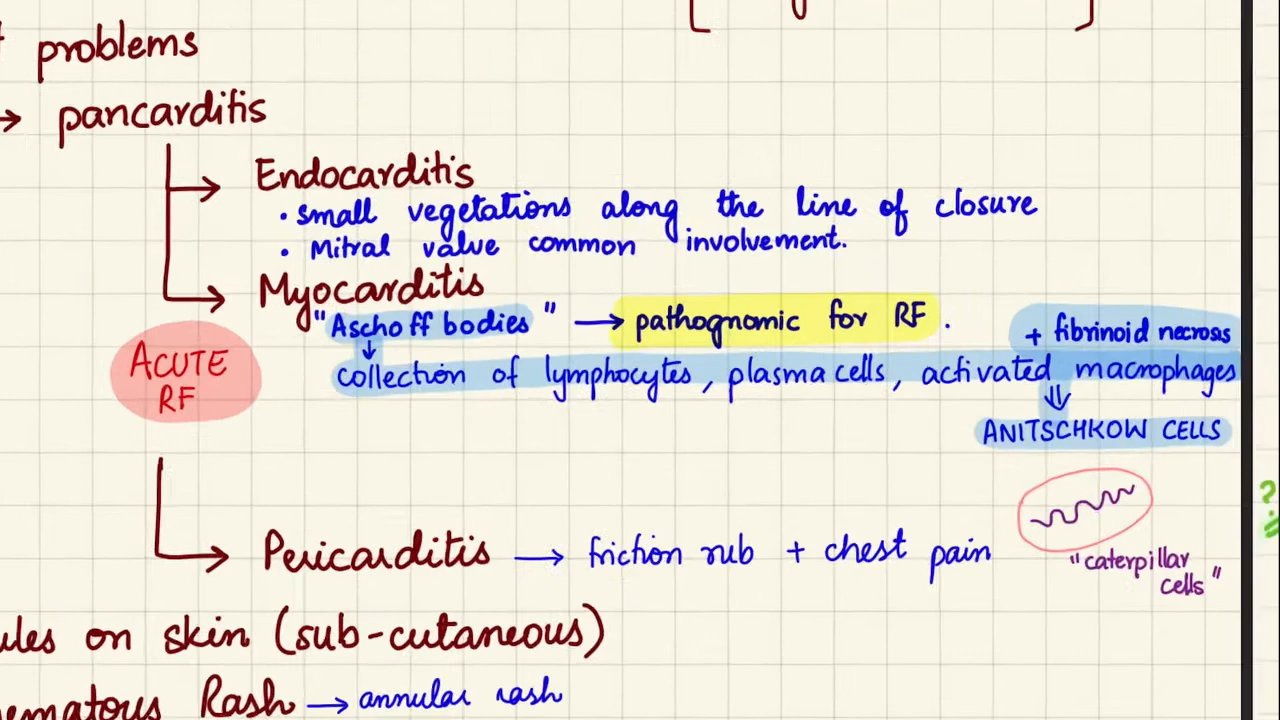 problems
→ pancarditis
→ Endocarditis
• small vegetations along the line of closure
• Mitral valve common involvement.
→ Myocarditis
"Aschoff bodies" → pathognomic for RF.
+ fibrinoid necrosis
collection of lymphocytes, plasma cells, activated macrophages
ANITSCHKOW CELLS
ACUTE
RF
→ Pericarditis → friction rub + chest pain
"caterpillar
cells"
ules on skin (sub-cutaneous)
ematous Rash → annular rash